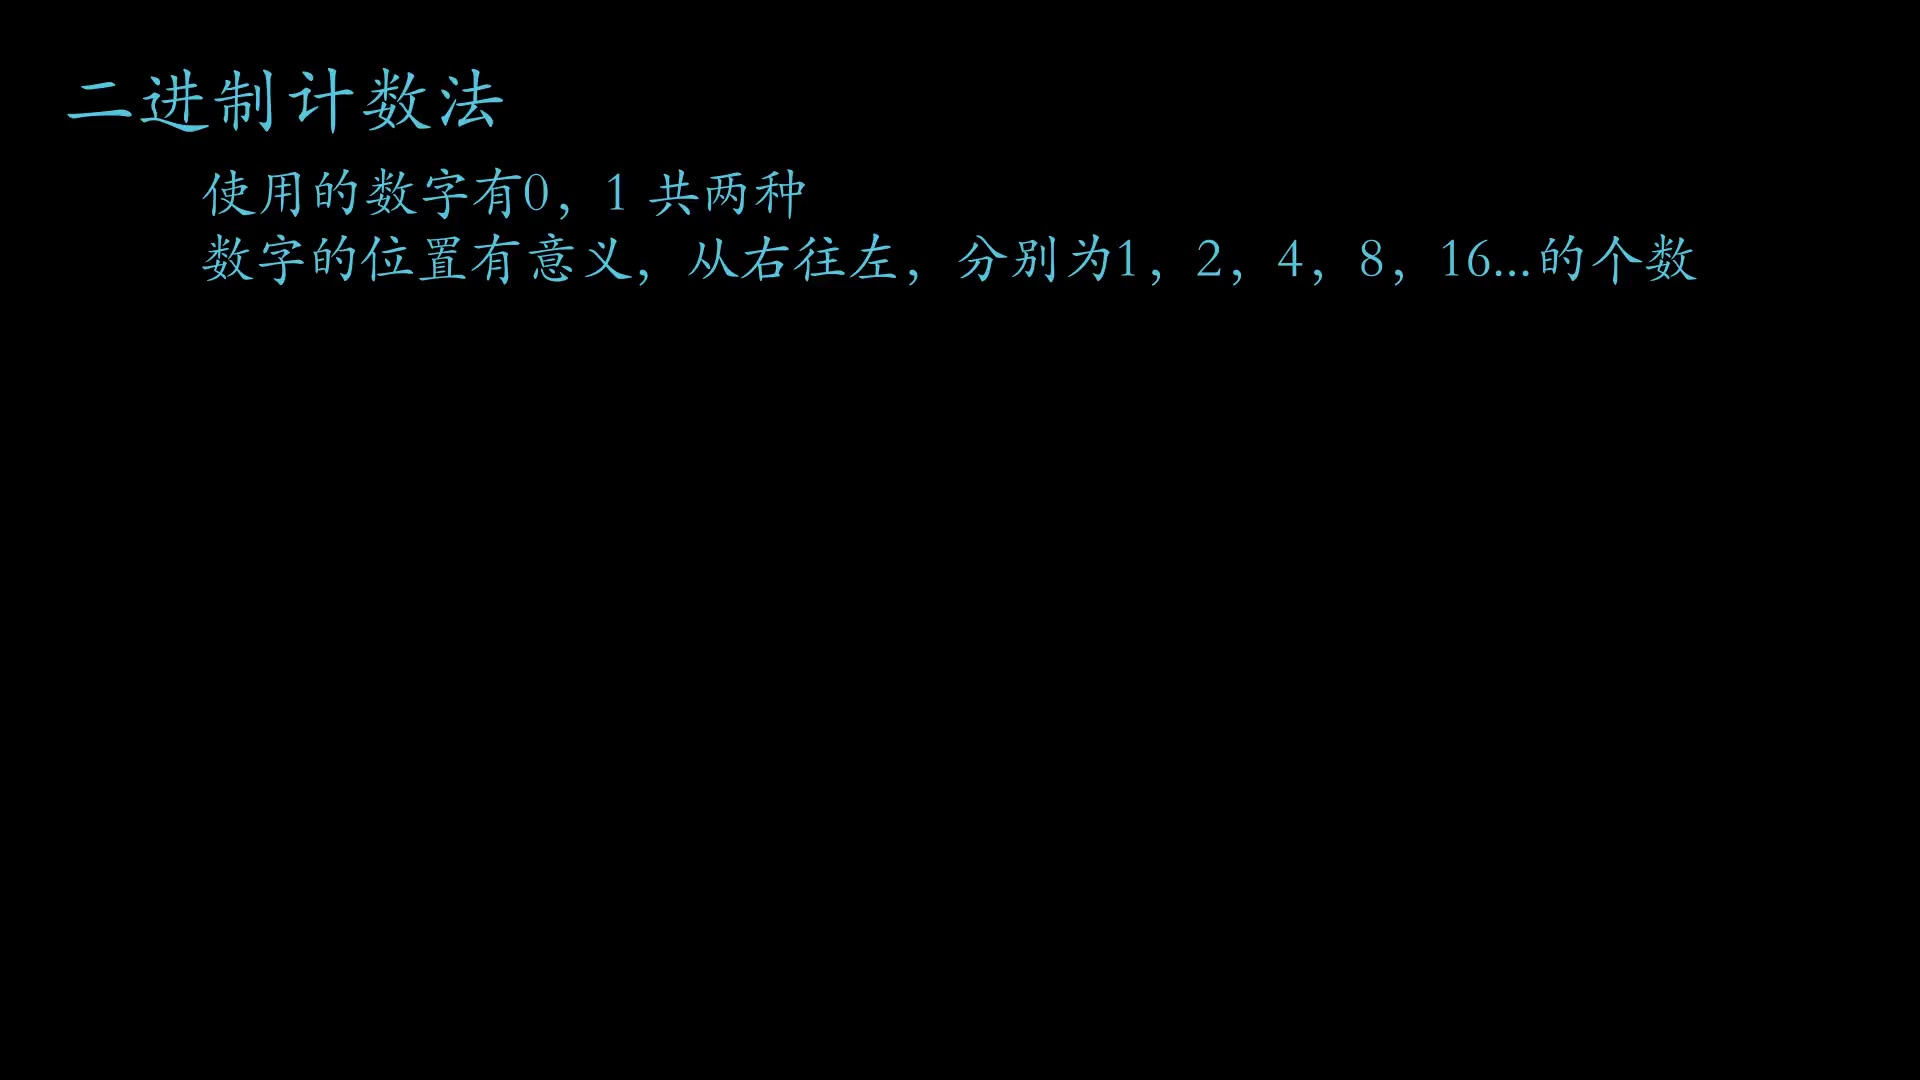 二进制计数法
使用的数字有0，1 共两种
数字的位置有意义，从右往左，分别为1，2，4，8，16...的个数